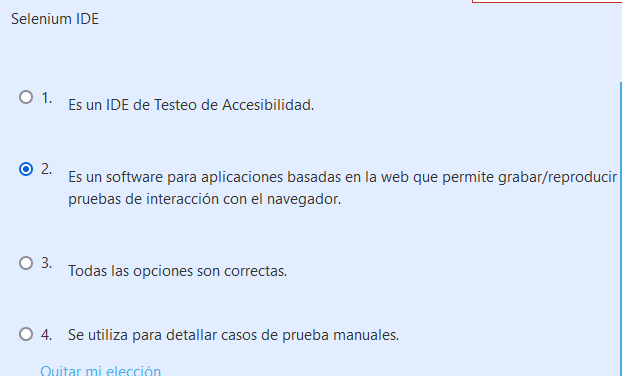 Selenium IDE
1. Es un IDE de Testeo de Accesibilidad.
2. Es un software para aplicaciones basadas en la web que permite grabar/reproducir
pruebas de interacción con el navegador.
3. Todas las opciones son correctas.
4. Se utiliza para detallar casos de prueba manuales.
Quitar mi elección